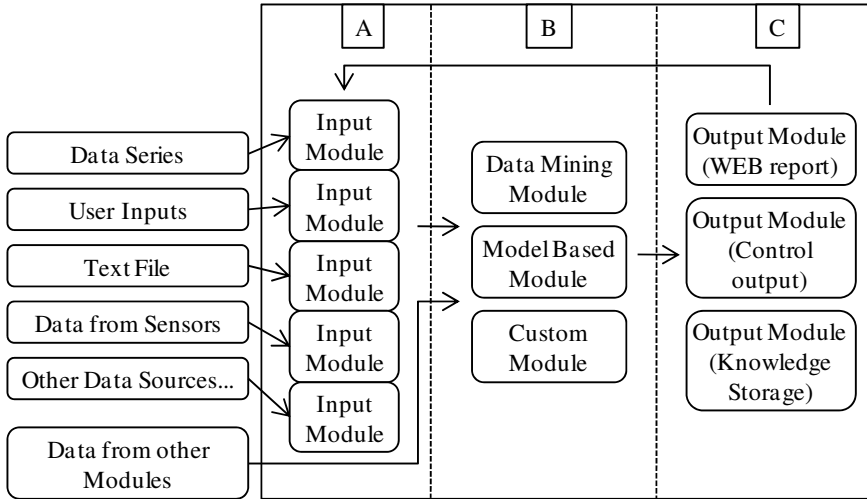 A
B
C
Data Series
User Inputs
Text File
Data from Sensors
Other Data Sources...
Data from other
Modules
Input
Module
Input
Module
Input
Module
Input
Module
Input
Module
Data Mining
Module
Model Based
Module
Custom
Module
Output Module
(WEB report)
Output Module
(Control
output)
Output Module
(Knowledge
Storage)